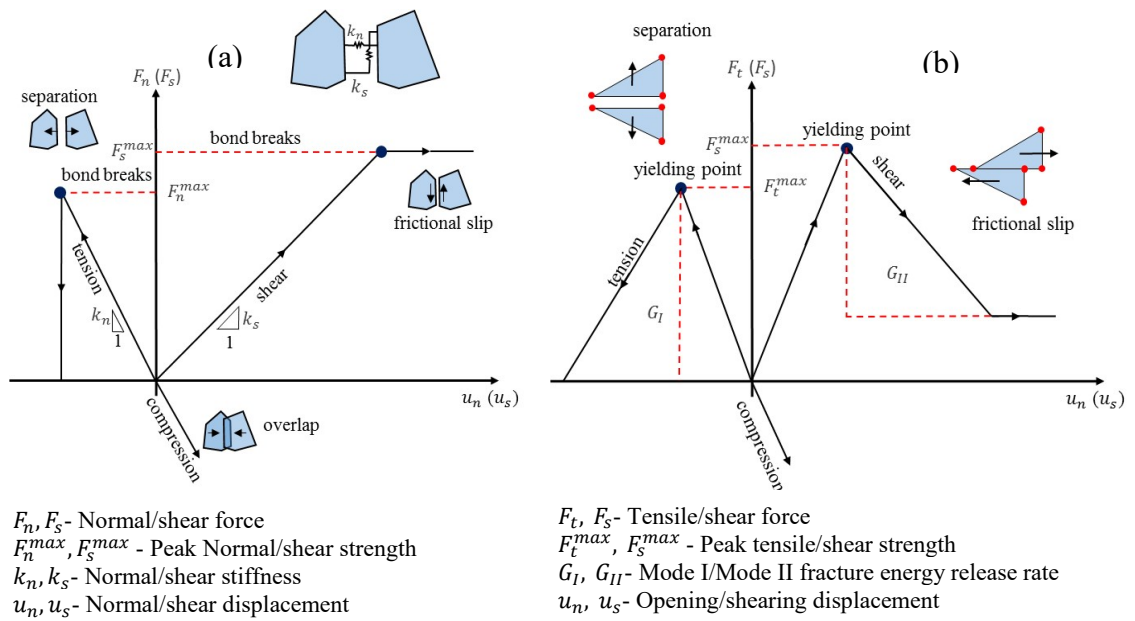 (a)
k_n
k_s
F_n (F_s)
separation
bond breaks
F_s^{max}
bond breaks
F_n^{max}
frictional slip
tension
shear
k_n
1
k_s
1
u_n (u_s)
compression
overlap
F_n, F_s- Normal/shear force
F_n^{max}, F_s^{max} - Peak Normal/shear strength
k_n, k_s- Normal/shear stiffness
u_n, u_s- Normal/shear displacement
(b)
separation
F_t (F_s)
yielding point
F_s^{max}
yielding point
F_t^{max}
shear
frictional slip
tension
G_I
G_{II}
u_n (u_s)
compression
F_t, F_s- Tensile/shear force
F_t^{max}, F_s^{max} - Peak tensile/shear strength
G_I, G_{II}- Mode I/Mode II fracture energy release rate
u_n, u_s- Opening/shearing displacement